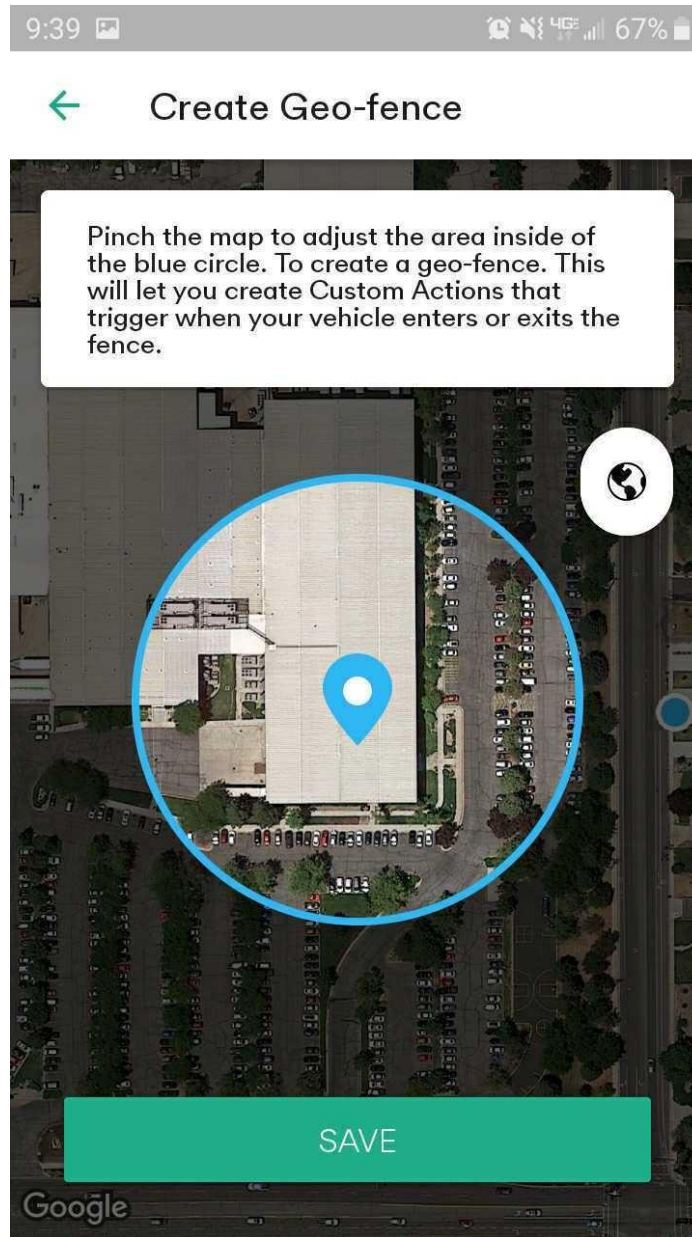 9:39
4GE 67%
Create Geo-fence
Pinch the map to adjust the area inside of
the blue circle. To create a geo-fence. This
will let you create Custom Actions that
trigger when your vehicle enters or exits the
fence.
SAVE
Google